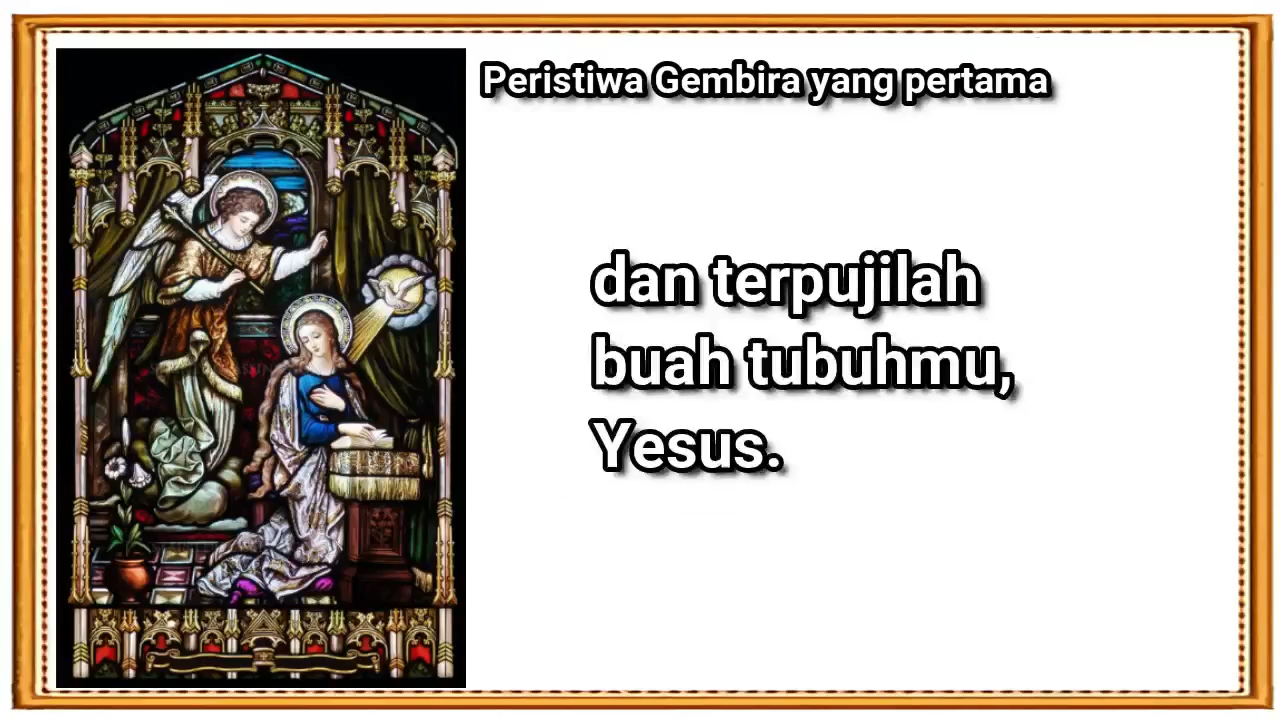 Peristiwa Gembira yang pertama
dan terpujilah
buah tubuhmu,
Yesus.